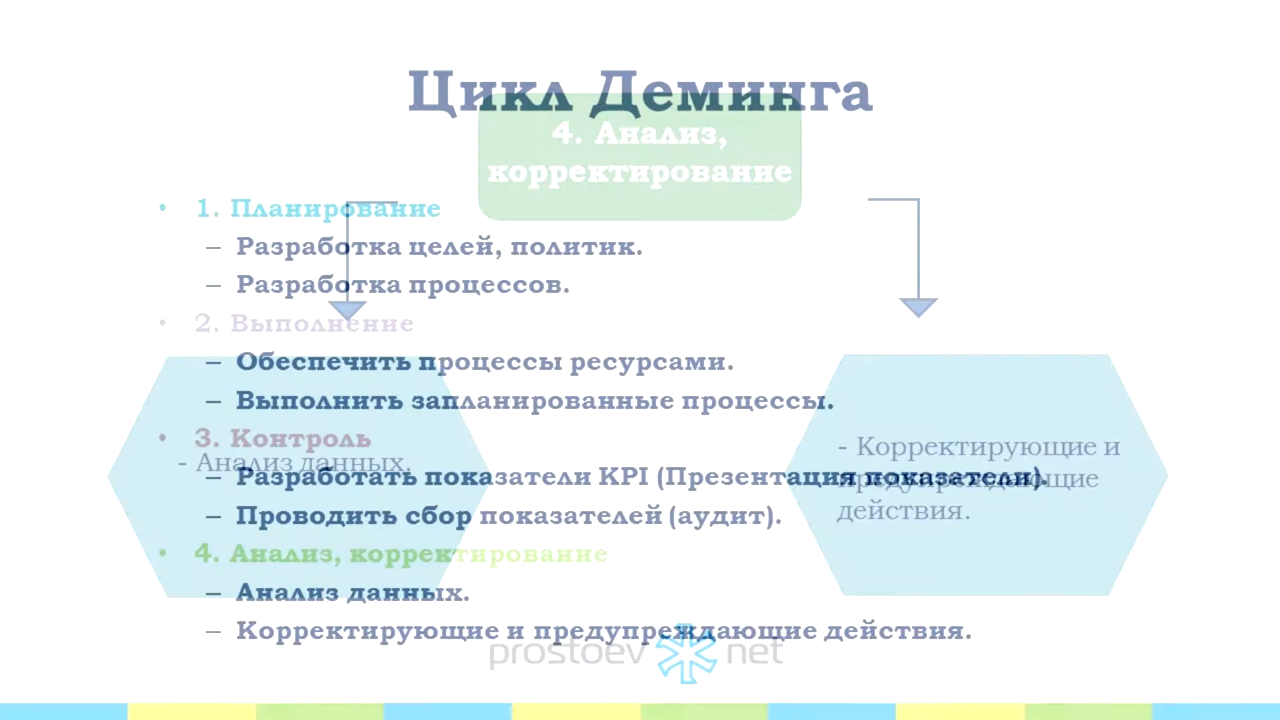 Цикл Деминга
4. Анализ,
корректирование
• 1. Планирование
– Разработка целей, политик.
– Разработка процессов.
• 2. Выполнение
– Обеспечить процессы ресурсами.
– Выполнить запланированные процессы.
• 3. Контроль
- Анализ данных.
- Корректирующие и
предупреждающие
действия.
– Разработать показатели KPI (Презентация показатели).
– Проводить сбор показателей (аудит).
• 4. Анализ, корректирование
– Анализ данных.
– Корректирующие и предупреждающие действия.
prostoev net